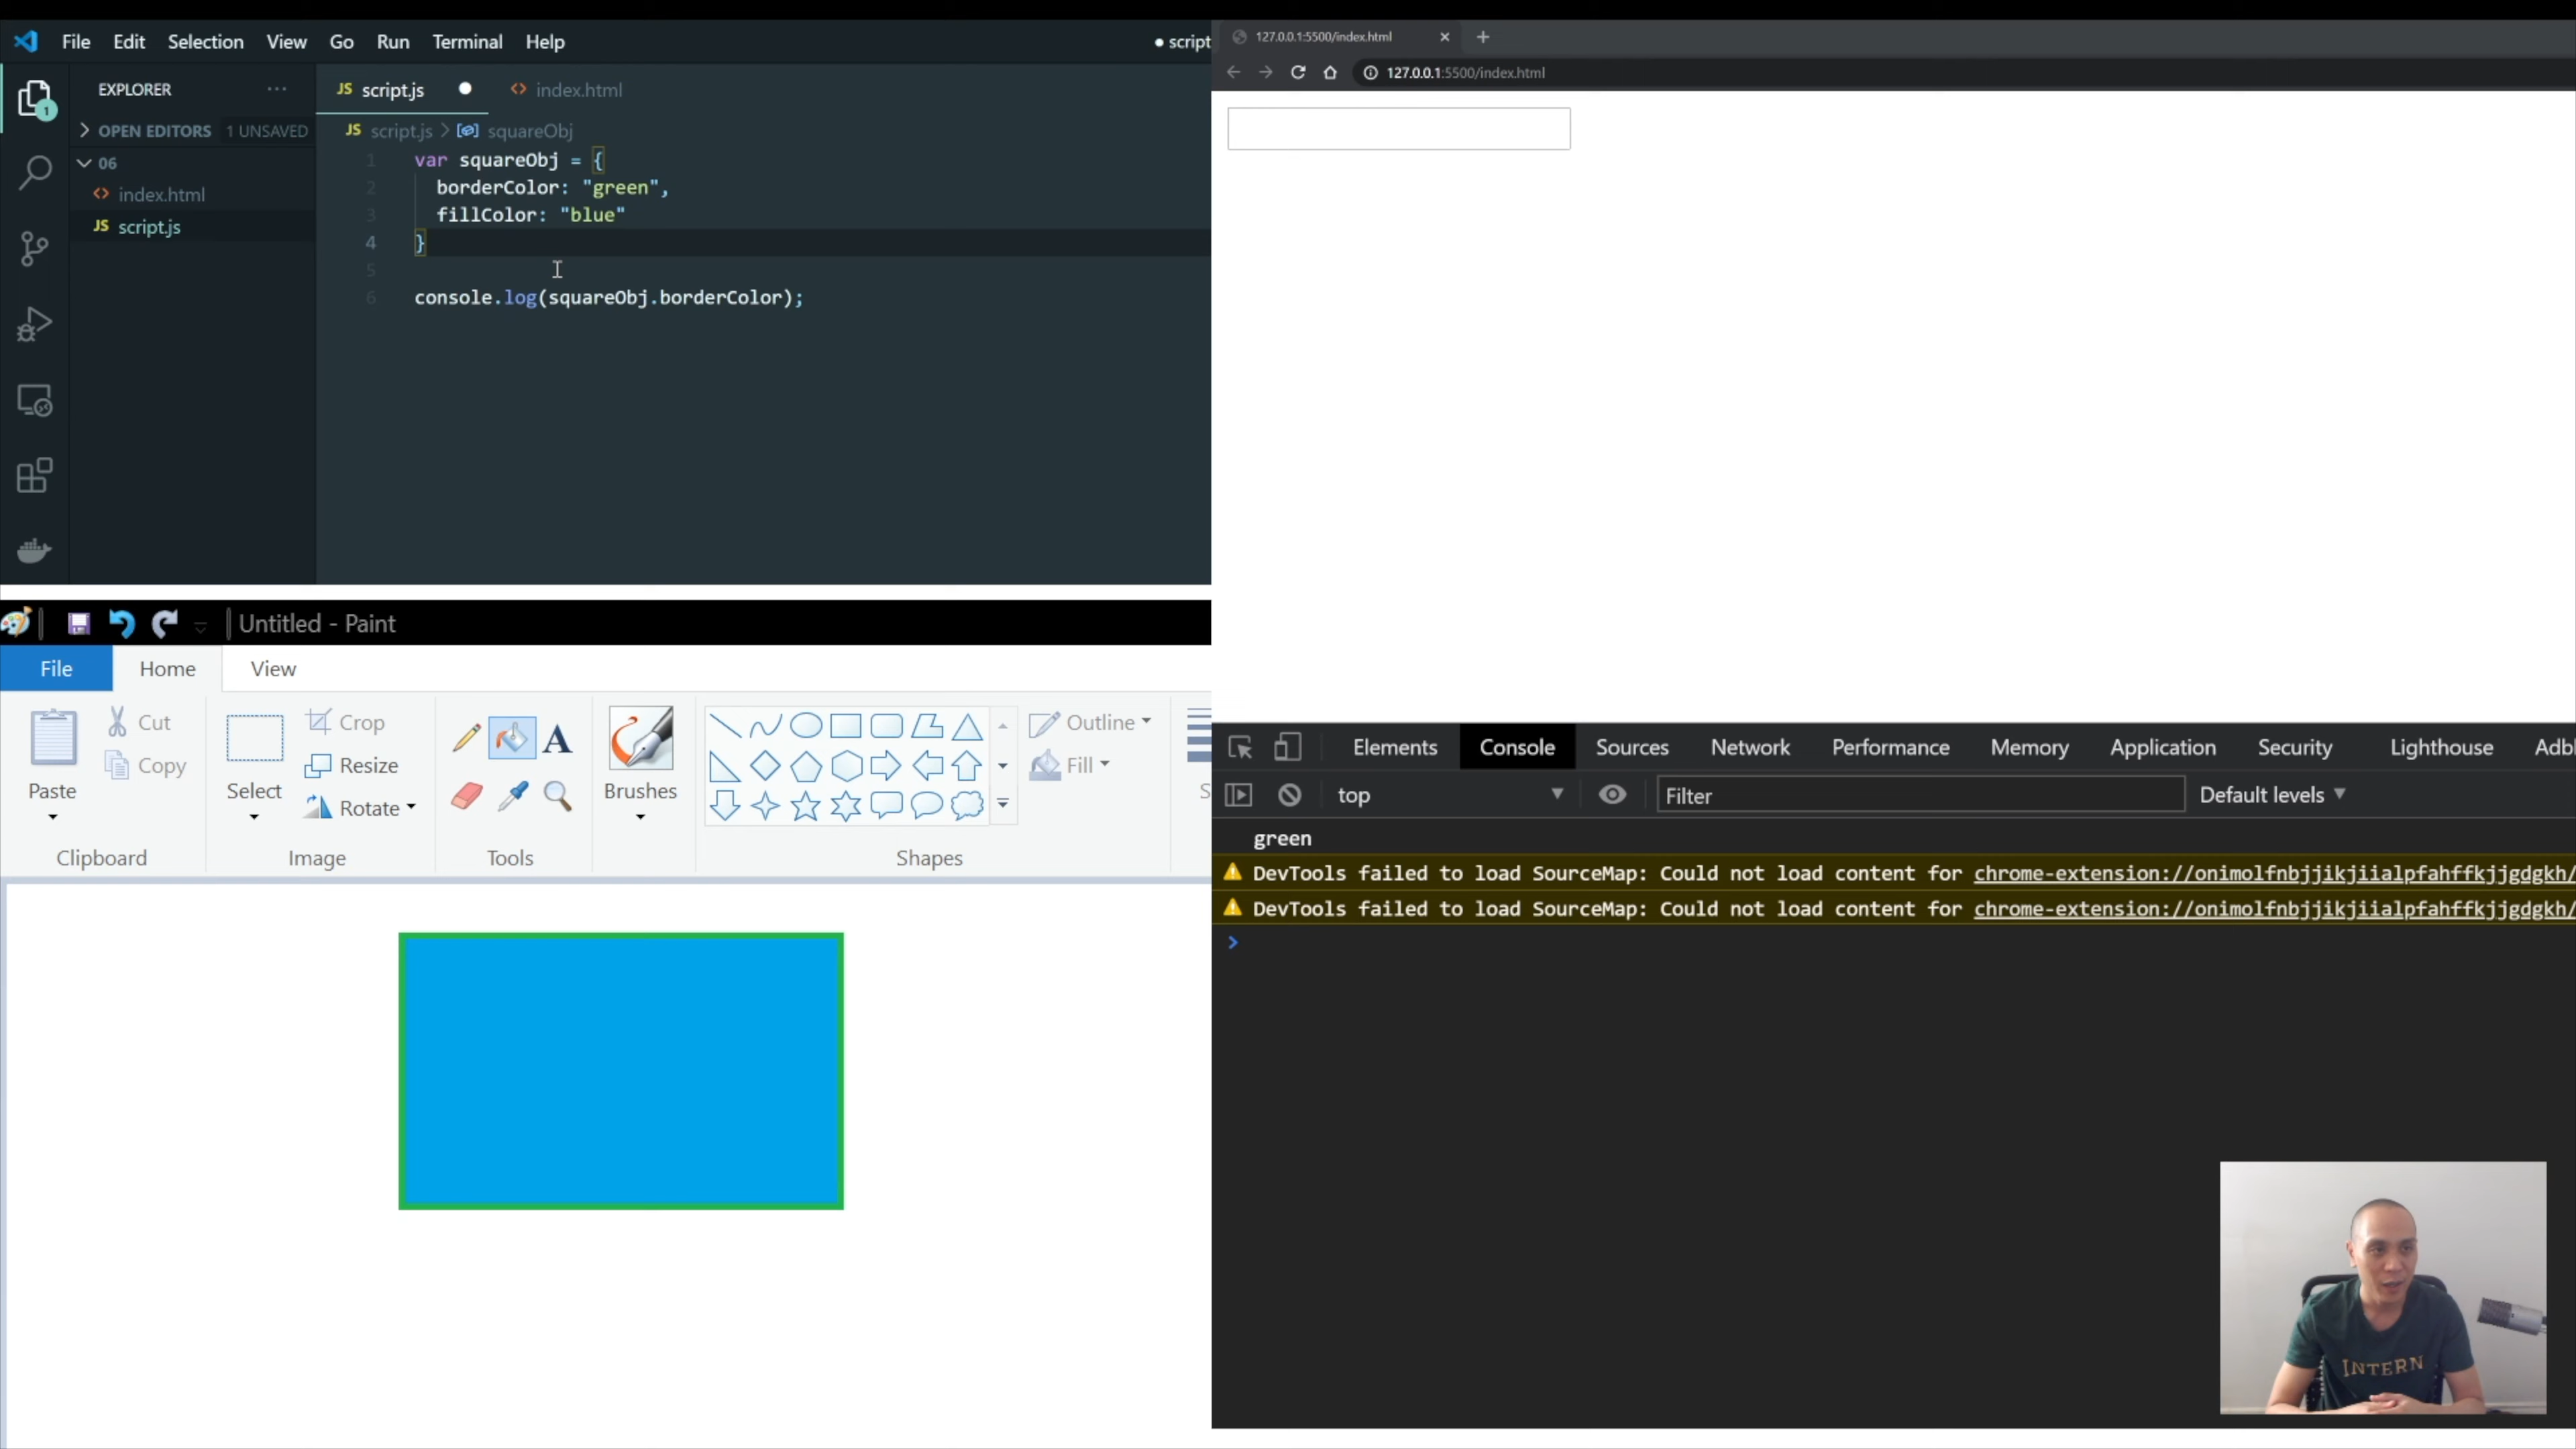 File Edit Selection View Go Run Terminal Help
● script
EXPLORER ···
OPEN EDITORS 1 UNSAVED
06
index.html
JS script.js
1
JS script.js
<> index.html
JS script.js > squareObj
1 var squareObj = {
2 borderColor: "green",
3 fillColor: "blue"
4 }
5
6 console.log(squareObj.borderColor);
Untitled - Paint
File Home View
Paste
Cut
Copy
Clipboard
Select
Crop
Resize
Rotate
Image
A
Tools
Brushes
Outline
Fill
Shapes
S
127.0.0.1:5500/index.html
127.0.0.1:5500/index.html
Elements Console Sources Network Performance Memory Application Security Lighthouse Adb
top Filter Default levels
green
DevTools failed to load SourceMap: Could not load content for chrome-extension://onimolfnbjjikjiialpfahffkjjgdgkh/
DevTools failed to load SourceMap: Could not load content for chrome-extension://onimolfnbjjikjiialpfahffkjjgdgkh/
>
INTERN